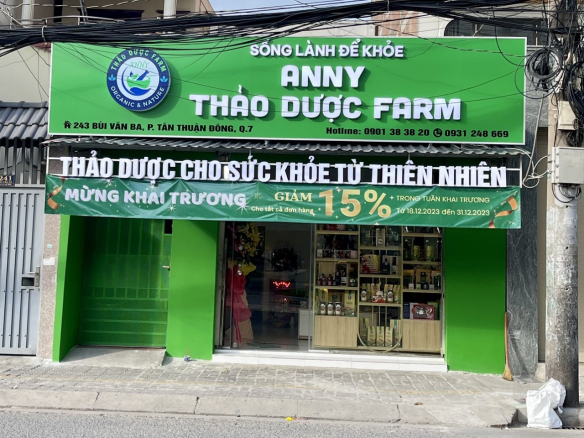 SỐNG LÀNH ĐỂ KHỎE
ANNY
THẢO DƯỢC FARM
THẢO DƯỢC FARM
ORGANIC & NATURE
243 BÙI VĂN BA, P. TÂN THUẬN ĐÔNG, Q.7
Hotline: 0901 38 38 20 0931 248 669
THẢO DƯỢC CHO SỨC KHỎE TỪ THIÊN NHIÊN
MỪNG KHAI TRƯƠNG
GIẢM 15%
Cho tất cả đơn hàng
TRONG TUẦN KHAI TRƯƠNG
Từ 18.12.2023 đến 31.12.2023